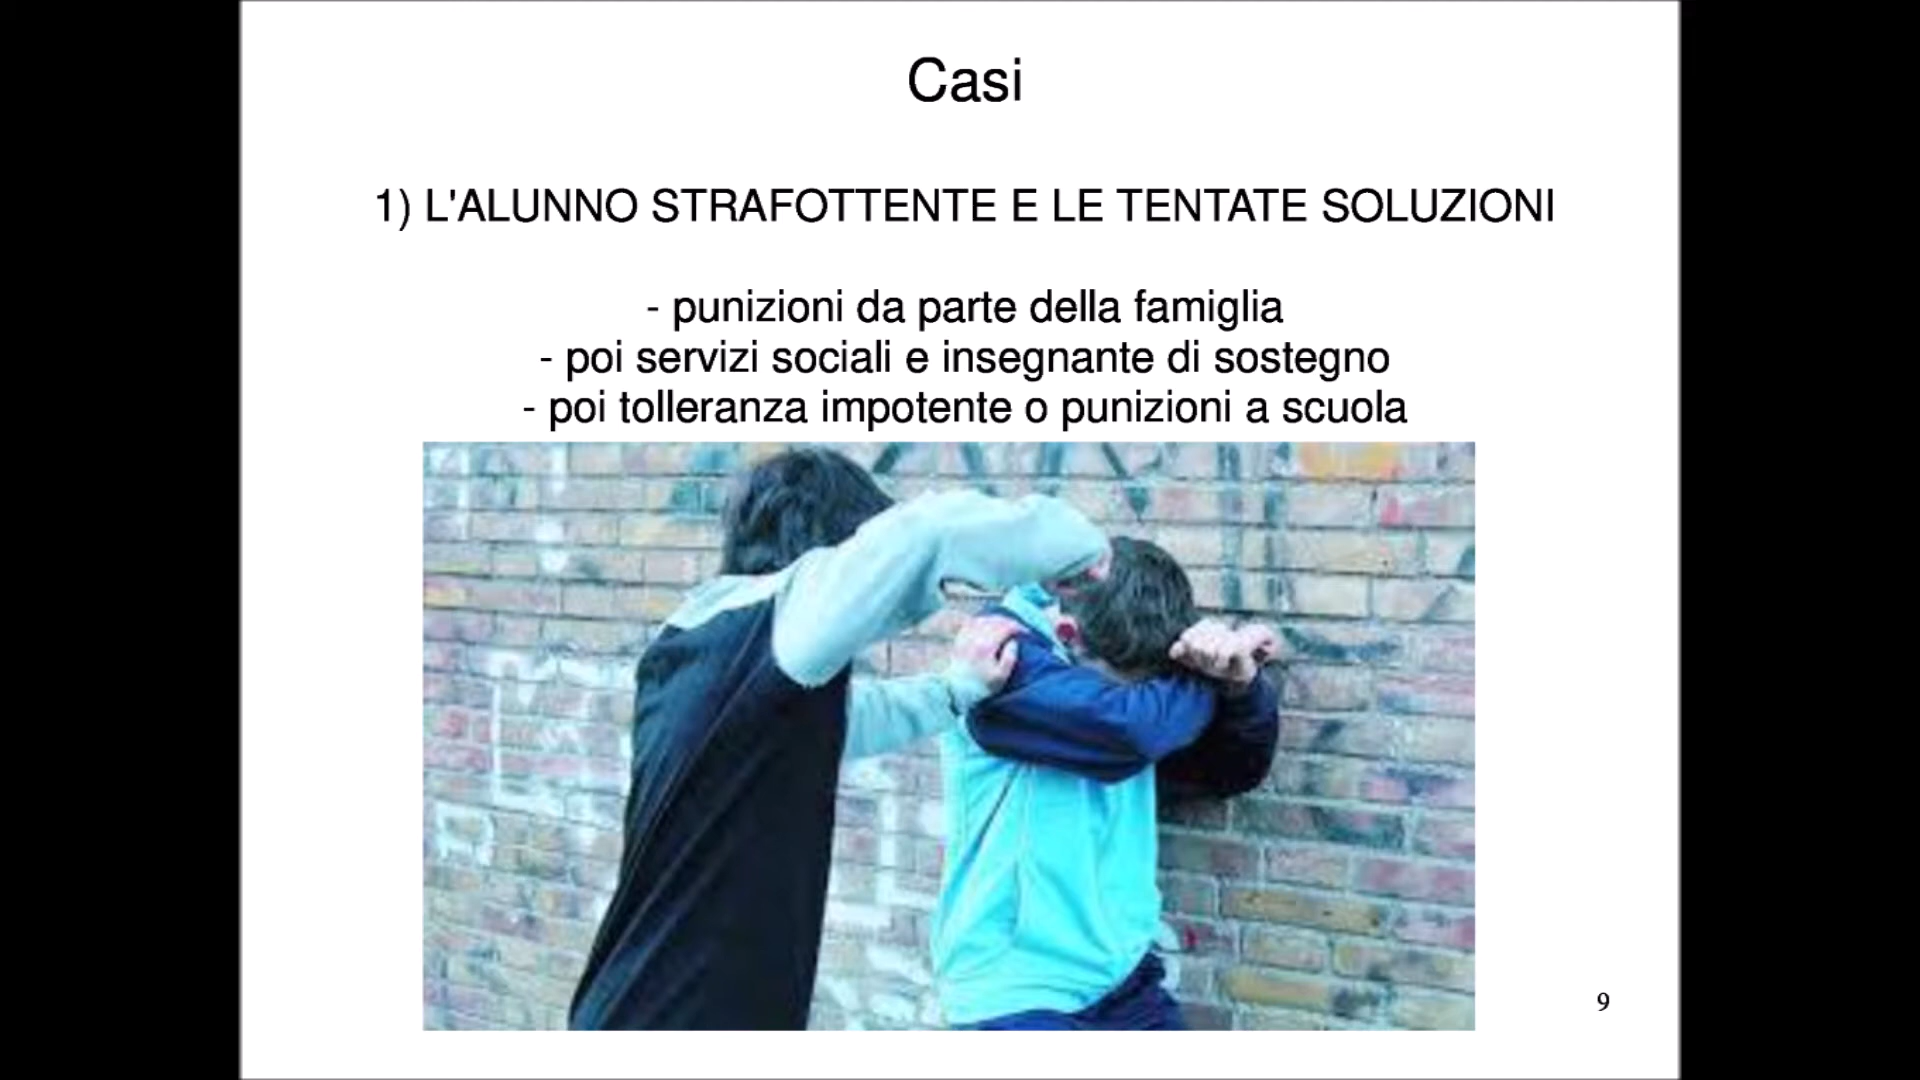 Casi
1) L'ALUNNO STRAFOTTENTE E LE TENTATE SOLUZIONI
- punizioni da parte della famiglia
- poi servizi sociali e insegnante di sostegno
- poi tolleranza impotente o punizioni a scuola
9